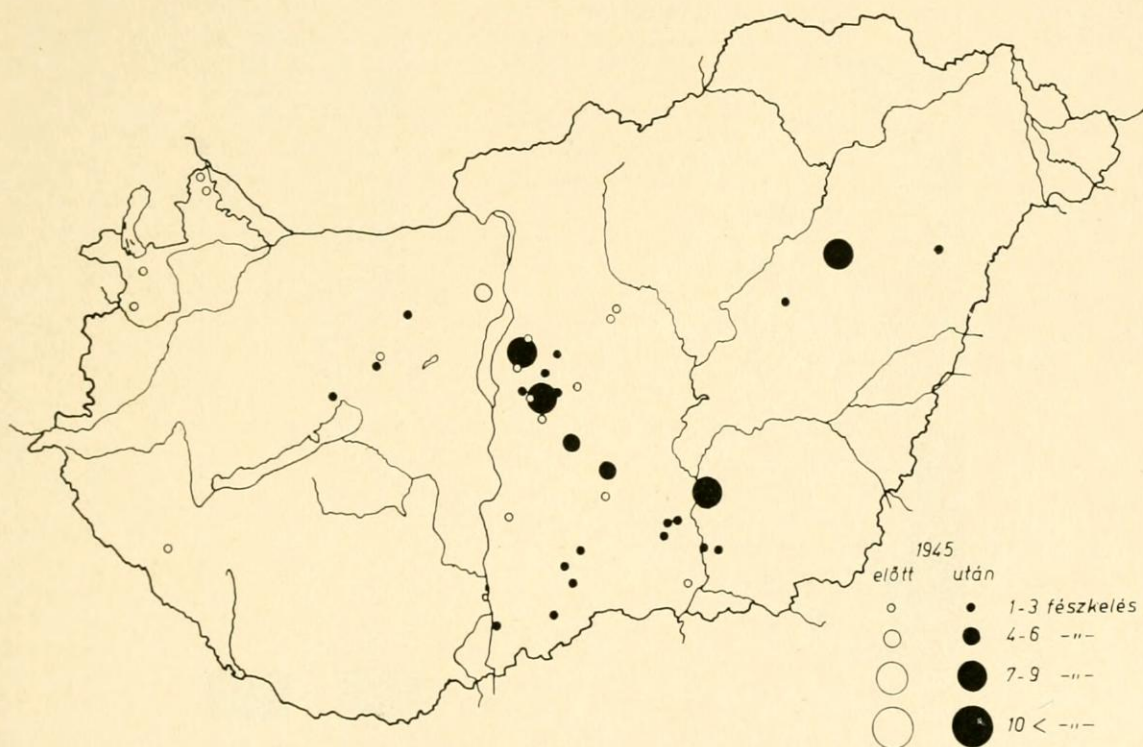 1945
előtt után
1-3 fészkelés
4-6 -„-
7-9 -„-
10 < -„-